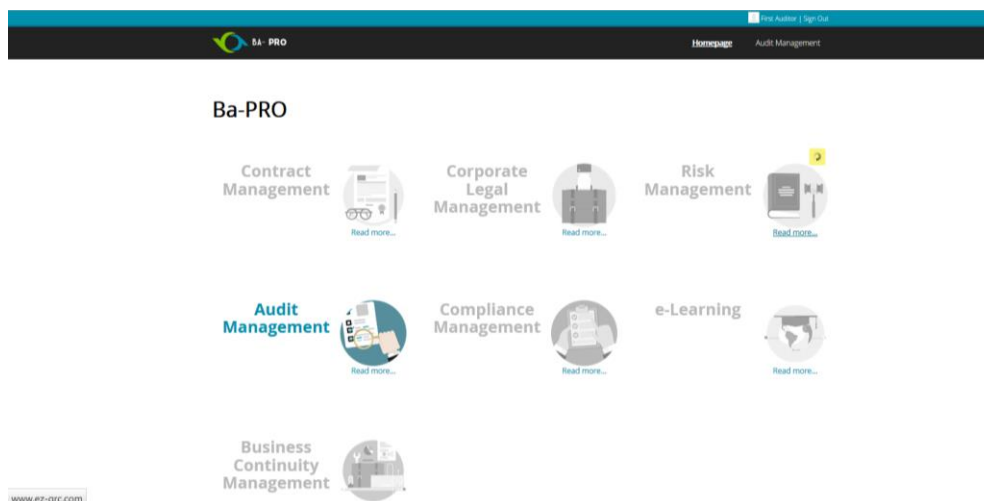 First Auditor | Sign Out
BA- PRO
Homepage
Audit Management
Ba-PRO
Contract
Management
Read more...
Corporate
Legal
Management
Read more...
Risk
Management
Read more...
Audit
Management
Read more...
Compliance
Management
Read more...
e-Learning
Read more...
Business
Continuity
Management
www.ez-grc.com